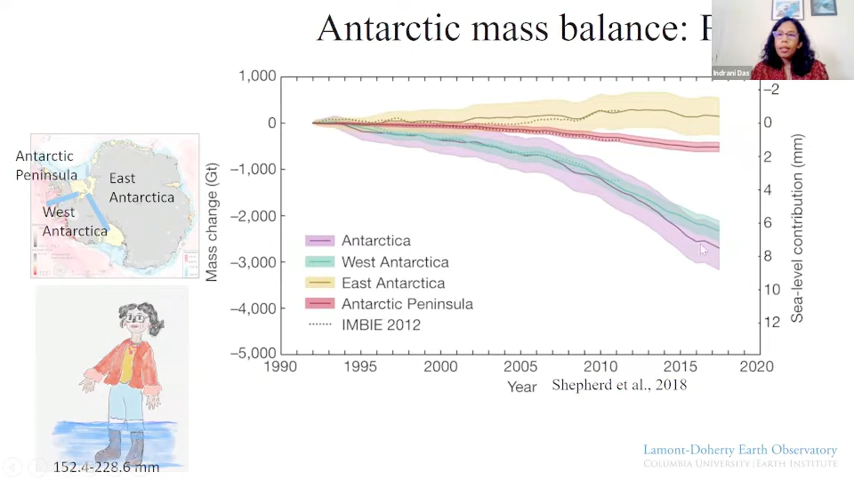 Antarctic mass balance:
Indrani Das
Antarctic
Peninsula
East
Antarctica
West
Antarctica
Mass change (Gt)
1,000
0
−1,000
−2,000
−3,000
−4,000
−5,000
−2
0
2
4
6
8
10
12
Sea-level contribution (mm)
Antarctica
West Antarctica
East Antarctica
Antarctic Peninsula
IMBIE 2012
1990
1995
2000
2005
2010
2015
2020
Year
Shepherd et al., 2018
152.4-228.6 mm
Lamont-Doherty Earth Observatory
Columbia University | Earth Institute